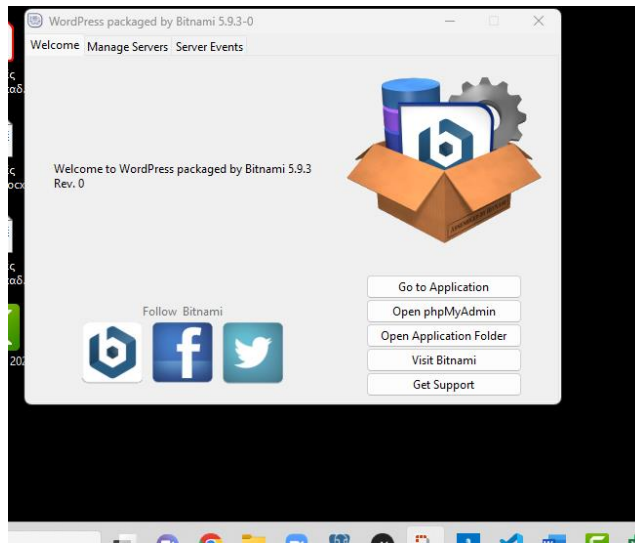 WordPress packaged by Bitnami 5.9.3-0
Welcome Manage Servers Server Events
Welcome to WordPress packaged by Bitnami 5.9.3
Rev. 0
Go to Application
Follow Bitnami
Open phpMyAdmin
Open Application Folder
Visit Bitnami
Get Support